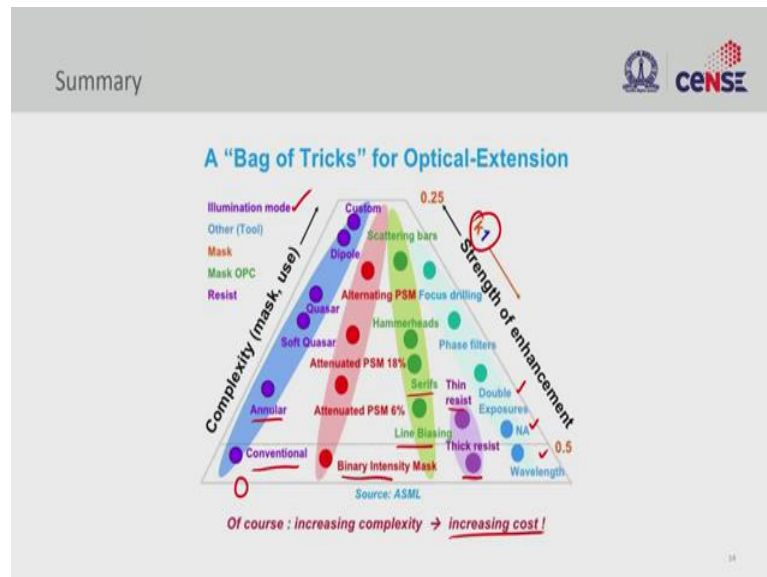 Summary
CeNSE
A “Bag of Tricks” for Optical-Extension
Illumination mode
Other (Tool)
Mask
Mask OPC
Resist
Complexity (mask, use)
Strength of enhancement
0.25
k1
Custom
Dipole
Scattering bars
Alternating PSM
Focus drilling
Quasar
Soft Quasar
Hammerheads
Phase filters
Attenuated PSM 18%
Serifs
Thin
resist
Double
Exposures
Annular
Attenuated PSM 6%
Line Biasing
NA
Conventional
Binary Intensity Mask
Thick resist
Wavelength
0.5
Source: ASML
Of course : increasing complexity → increasing cost !
14